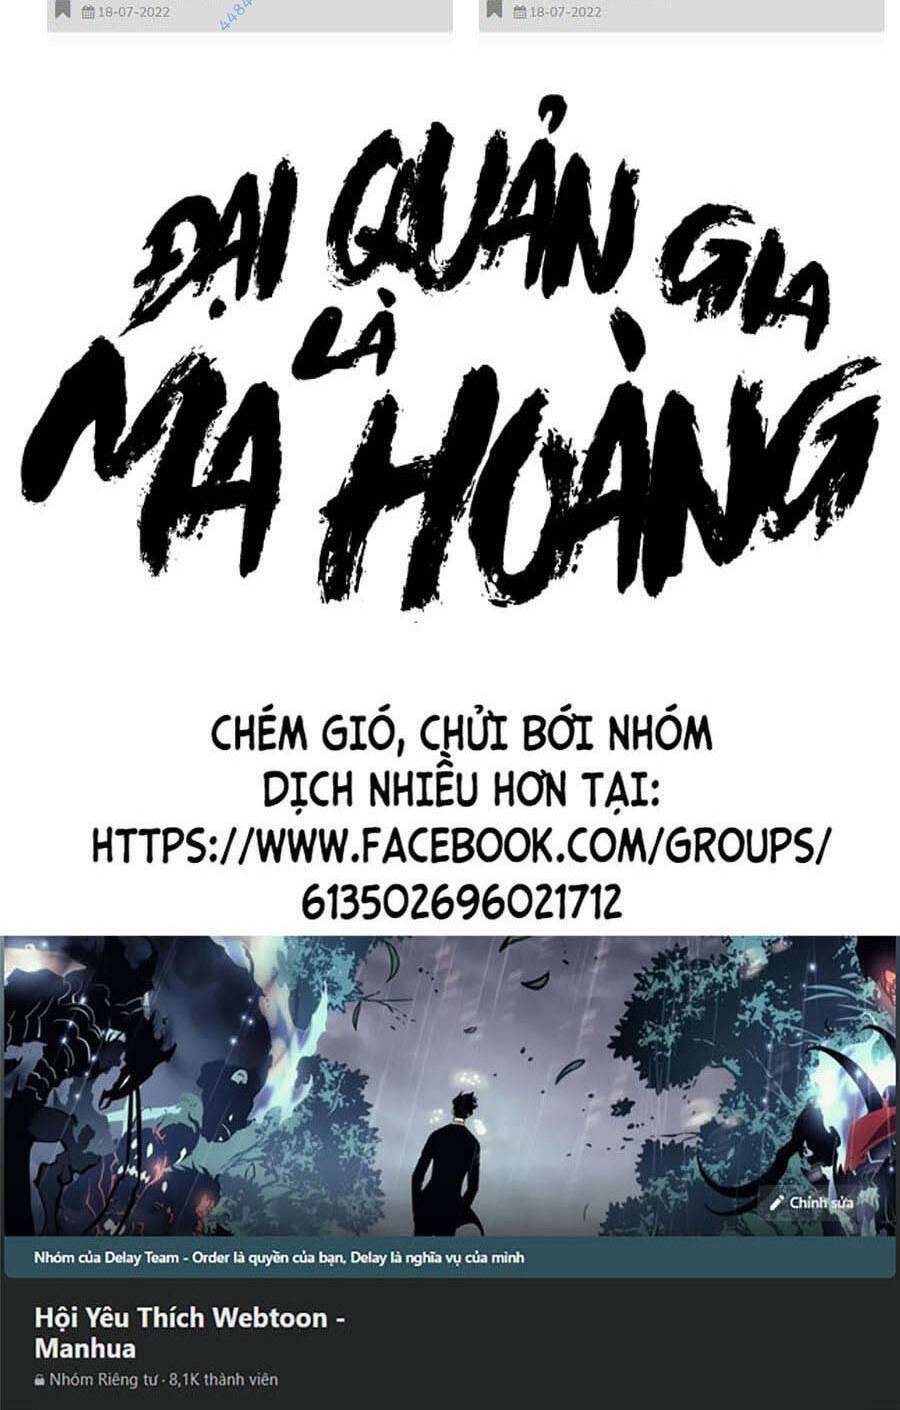 18-07-2022
4484
18-07-2022
ĐẠI QUẢN GIA
LÀ
MA HOÀNG
CHÉM GIÓ, CHỬI BỚI NHÓM
DỊCH NHIỀU HƠN TẠI:
HTTPS://WWW.FACEBOOK.COM/GROUPS/
613502696021712
Chỉnh sửa
Nhóm của Delay Team - Order là quyền của bạn, Delay là nghĩa vụ của mình
Hội Yêu Thích Webtoon -
Manhua
Nhóm Riêng tư · 8,1K thành viên